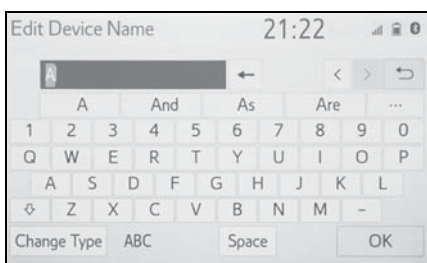 Edit Device Name 21:22
A
A And As Are ...
1 2 3 4 5 6 7 8 9 0
Q W E R T Y U I O P
A S D F G H J K L
Z X C V B N M -
Change Type ABC Space OK